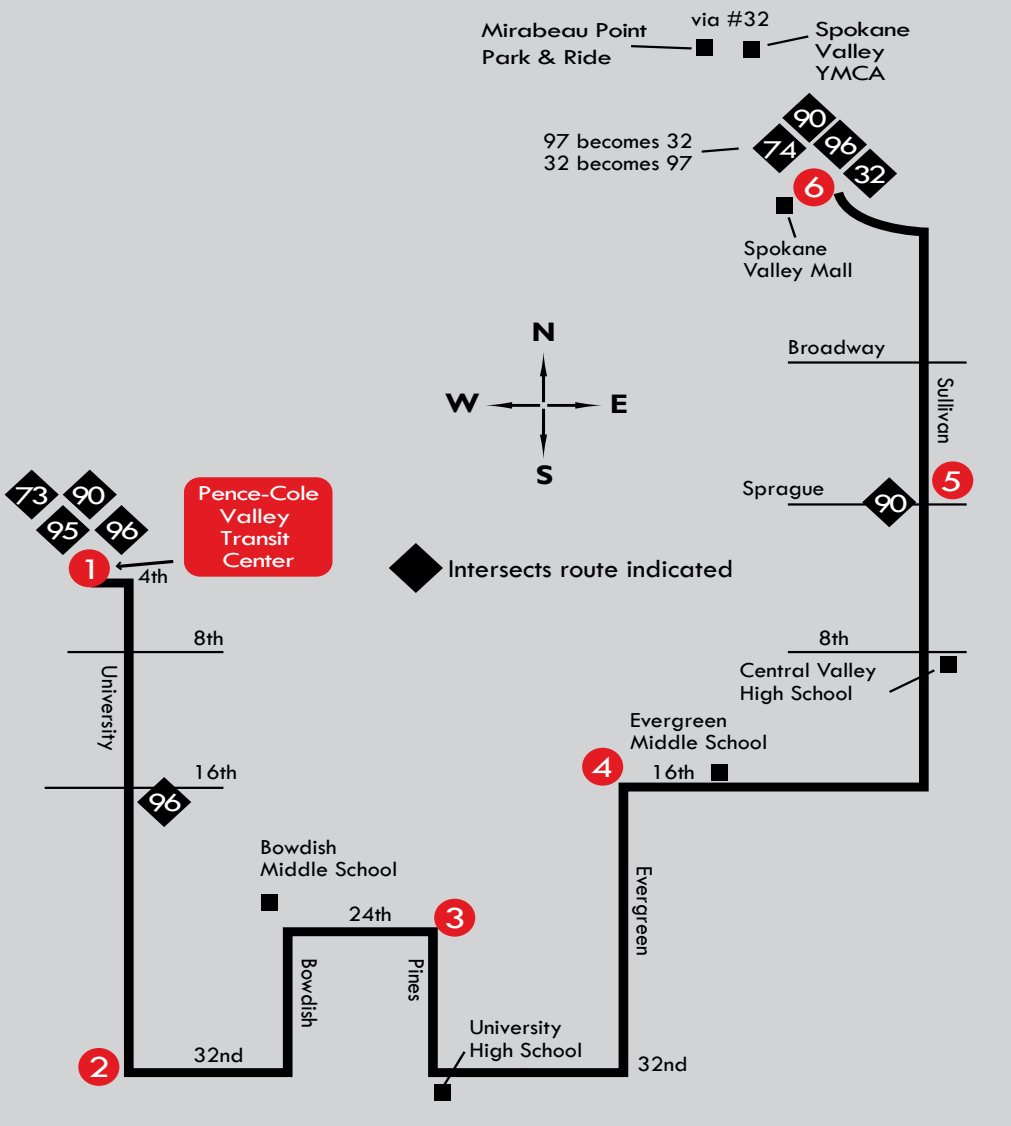 via #32
Mirabeau Point
Park & Ride
Spokane
Valley
YMCA
90
74
96
32
97 becomes 32
32 becomes 97
6
Spokane
Valley Mall
N
W
E
S
Broadway
Sullivan
73
90
95
96
Pence-Cole
Valley
Transit
Center
1
4th
Sprague
90
5
Intersects route indicated
8th
8th
University
Central Valley
High School
Evergreen
Middle School
4
16th
16th
96
Bowdish
Middle School
Evergreen
24th
3
Bowdish
Pines
University
High School
2
32nd
32nd